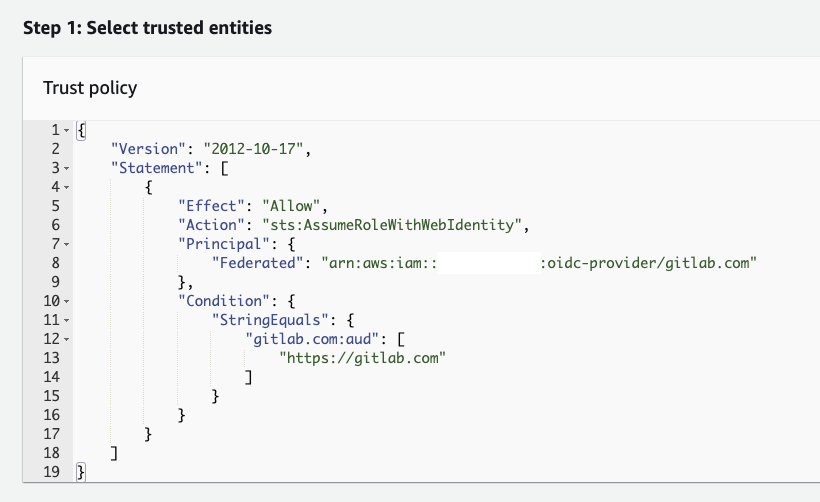 Step 1: Select trusted entities
Trust policy
1 {
2 "Version": "2012-10-17",
3 "Statement": [
4 {
5 "Effect": "Allow",
6 "Action": "sts:AssumeRoleWithWebIdentity",
7 "Principal": {
8 "Federated": "arn:aws:iam:: :oidc-provider/gitlab.com"
9 },
10 "Condition": {
11 "StringEquals": {
12 "gitlab.com:aud": [
13 "https://gitlab.com"
14 ]
15 }
16 }
17 }
18 ]
19 }